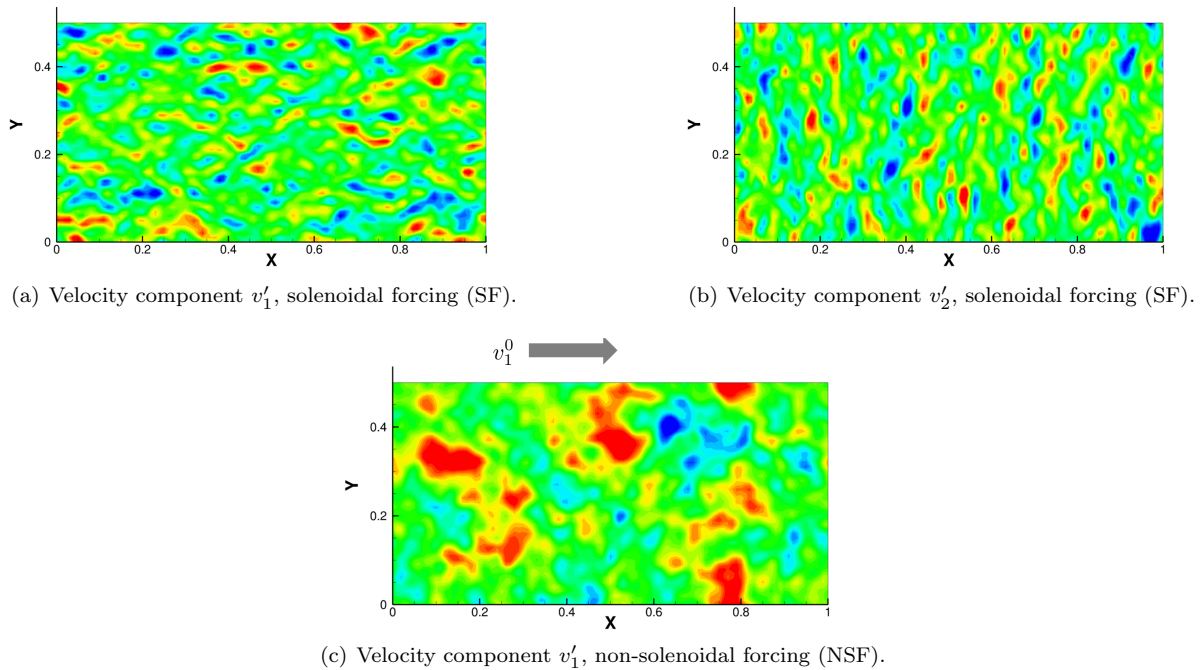 Y
0.4
0.2
0
0 0.2 0.4 0.6 0.8 1
X
(a) Velocity component v′₁, solenoidal forcing (SF).
Y
0.4
0.2
0
0 0.2 0.4 0.6 0.8 1
X
(b) Velocity component v′₂, solenoidal forcing (SF).
v₁⁰
Y
0.4
0.2
0
0 0.2 0.4 0.6 0.8 1
X
(c) Velocity component v′₁, non-solenoidal forcing (NSF).